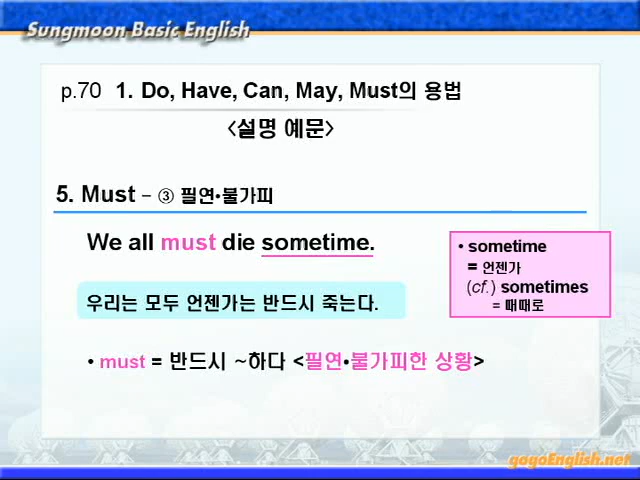 Sungmoon Basic English
p.70 1. Do, Have, Can, May, Must의 용법
<설명 예문>
5. Must – ③ 필연•불가피
We all must die sometime.
• sometime
= 언젠가
(cf.) sometimes
= 때때로
우리는 모두 언젠가는 반드시 죽는다.
• must = 반드시 ~하다 <필연•불가피한 상황>
gogoEnglish.net